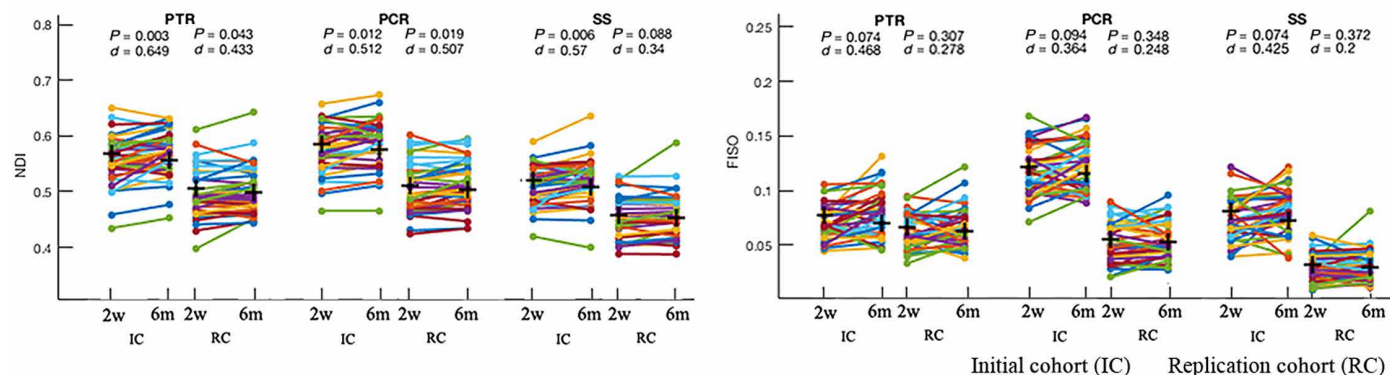 PTR PCR SS
P = 0.003 P = 0.043 P = 0.012 P = 0.019 P = 0.006 P = 0.088
d = 0.649 d = 0.433 d = 0.512 d = 0.507 d = 0.57 d = 0.34
0.8
0.7
0.6
0.5
0.4
NDI
2w 6m 2w 6m 2w 6m 2w 6m 2w 6m 2w 6m
IC RC IC RC IC RC
PTR PCR SS
P = 0.074 P = 0.307 P = 0.094 P = 0.348 P = 0.074 P = 0.372
d = 0.468 d = 0.278 d = 0.364 d = 0.248 d = 0.425 d = 0.2
0.25
0.20
0.15
0.1
0.05
FISO
2w 6m 2w 6m 2w 6m 2w 6m 2w 6m 2w 6m
IC RC IC RC IC RC
Initial cohort (IC) Replication cohort (RC)